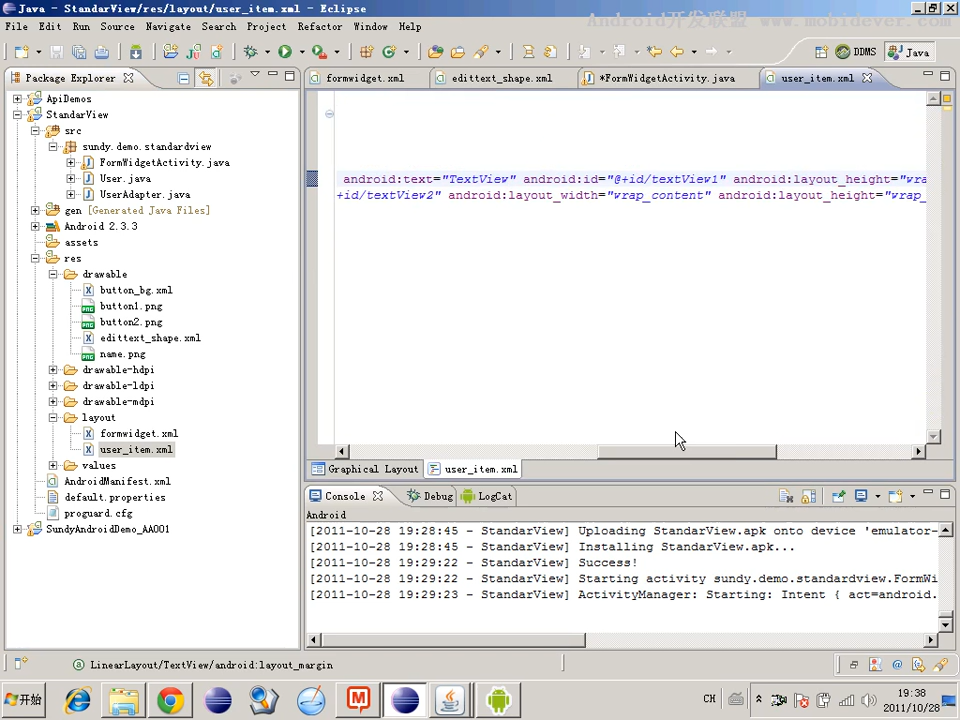 Java - StandarView/res/layout/user_item.xml - Eclipse
Android开发联盟 www.mobidever.com
File Edit Run Source Navigate Search Project Refactor Window Help
DDMS Java
Package Explorer
formwidget.xml edittext_shape.xml *FormWidgetActivity.java user_item.xml
ApiDemos
StandarView
src
sundy.demo.standardview
FormWidgetActivity.java
User.java
UserAdapter.java
gen [Generated Java Files]
Android 2.3.3
assets
res
drawable
button_bg.xml
button1.png
button2.png
edittext_shape.xml
name.png
drawable-hdpi
drawable-ldpi
drawable-mdpi
layout
formwidget.xml
user_item.xml
values
AndroidManifest.xml
default.properties
proguard.cfg
SundyAndroidDemo_AA001
android:text="TextView" android:id="@+id/textView1" android:layout_height="wra
+id/textView2" android:layout_width="wrap_content" android:layout_height="wrap_
Graphical Layout user_item.xml
Console Debug LogCat
Android
[2011-10-28 19:28:45 - StandarView] Uploading StandarView.apk onto device 'emulator-
[2011-10-28 19:28:45 - StandarView] Installing StandarView.apk...
[2011-10-28 19:29:22 - StandarView] Success!
[2011-10-28 19:29:22 - StandarView] Starting activity sundy.demo.standardview.FormWi
[2011-10-28 19:29:23 - StandarView] ActivityManager: Starting: Intent { act=android.
LinearLayout/TextView/android:layout_margin
开始
CH
19:38
2011/10/28